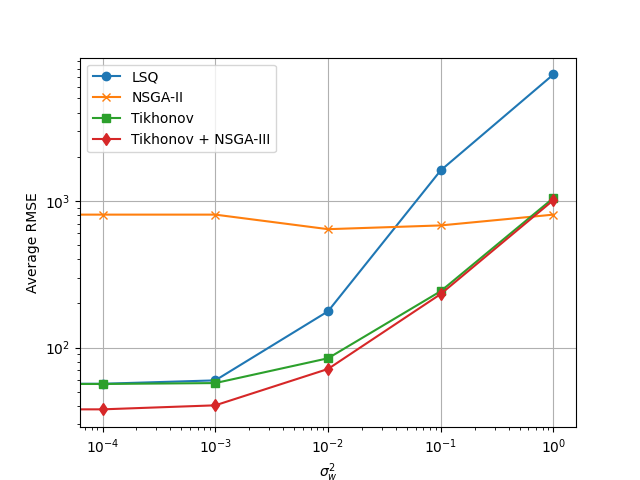 LSQ
NSGA-II
Tikhonov
Tikhonov + NSGA-III
Average RMSE
10³
10²
10⁻⁴ 10⁻³ 10⁻² 10⁻¹ 10⁰
σ²_w